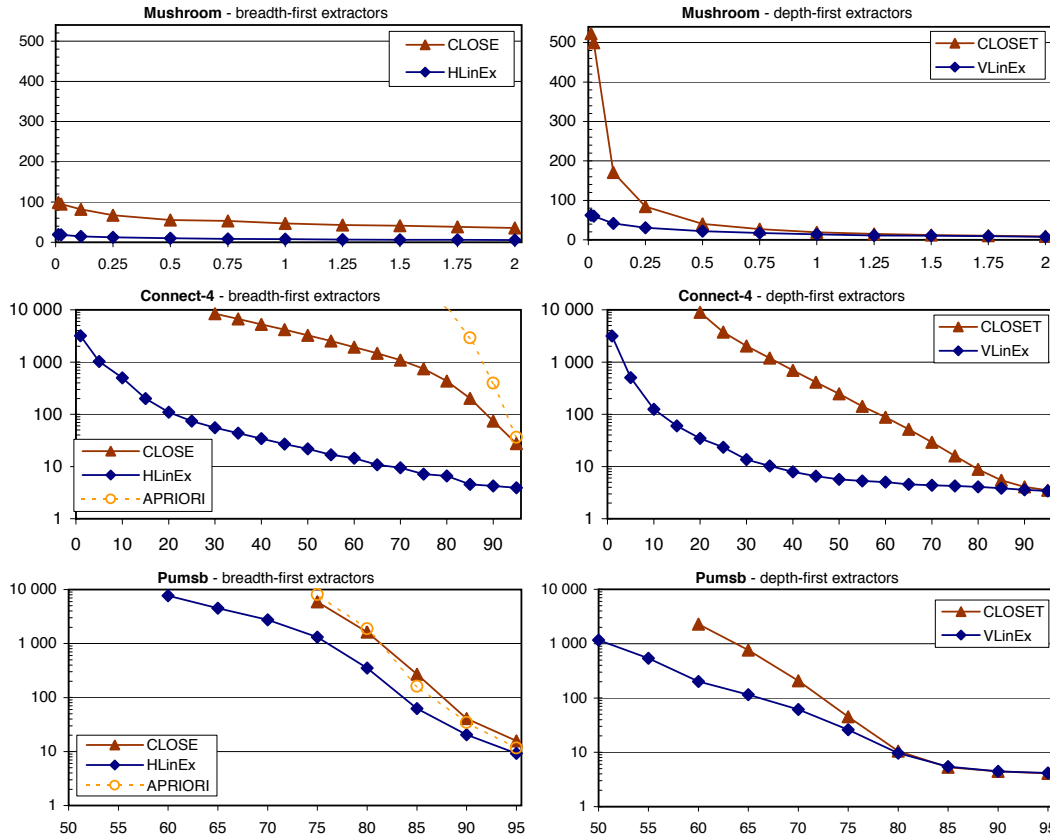 Mushroom - breadth-first extractors
500
400
300
200
100
0
CLOSE
HLinEx
0 0.25 0.5 0.75 1 1.25 1.5 1.75 2
Mushroom - depth-first extractors
500
400
300
200
100
0
CLOSET
VLinEx
0 0.25 0.5 0.75 1 1.25 1.5 1.75 2
Connect-4 - breadth-first extractors
10 000
1 000
100
10
1
CLOSE
HLinEx
APRIORI
0 10 20 30 40 50 60 70 80 90
Connect-4 - depth-first extractors
10 000
1 000
100
10
1
CLOSET
VLinEx
0 10 20 30 40 50 60 70 80 90
Pumsb - breadth-first extractors
10 000
1 000
100
10
1
CLOSE
HLinEx
APRIORI
50 55 60 65 70 75 80 85 90 95
Pumsb - depth-first extractors
10 000
1 000
100
10
1
CLOSET
VLinEx
50 55 60 65 70 75 80 85 90 95